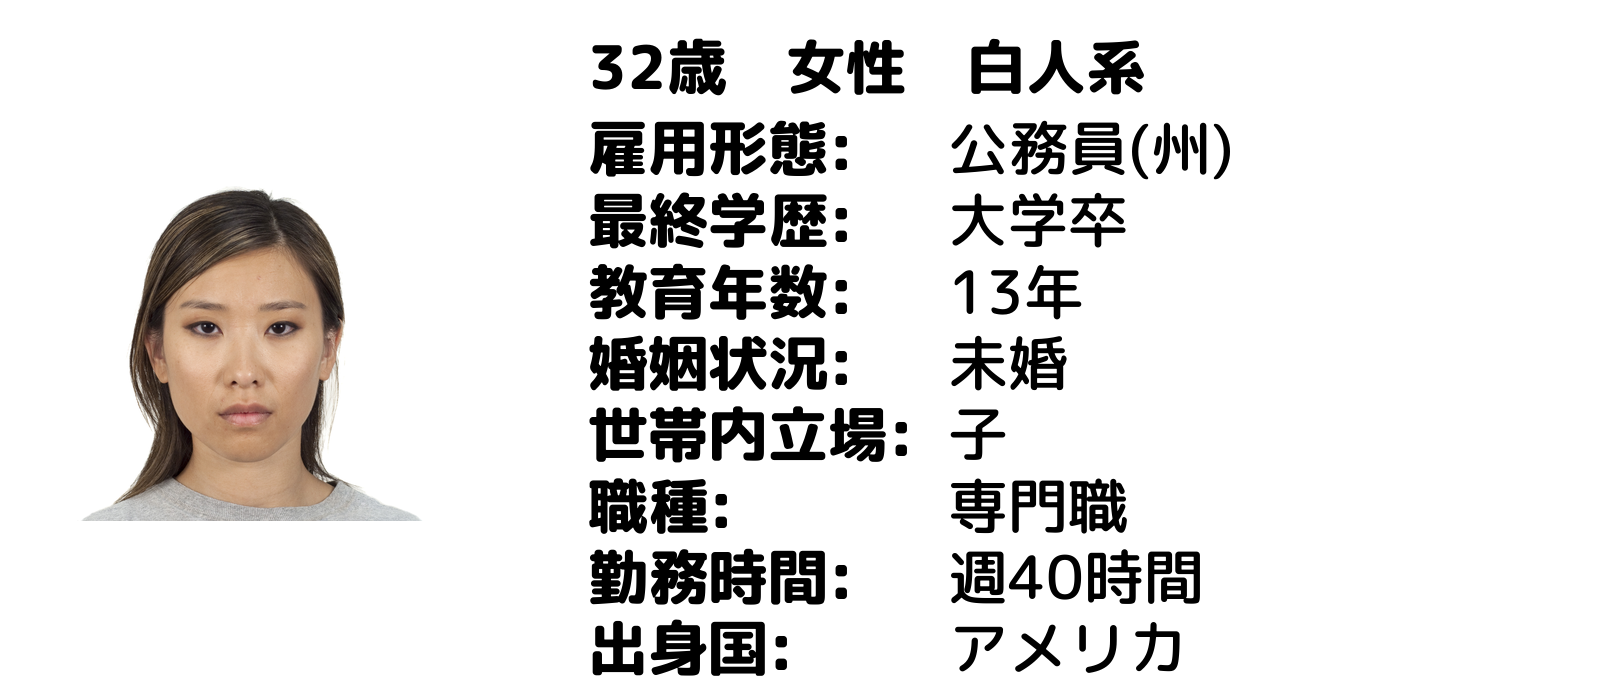 32歳　女性　白人系
雇用形態: 公務員(州)
最終学歴: 大学卒
教育年数: 13年
婚姻状況: 未婚
世帯内立場: 子
職種: 専門職
勤務時間: 週40時間
出身国: アメリカ